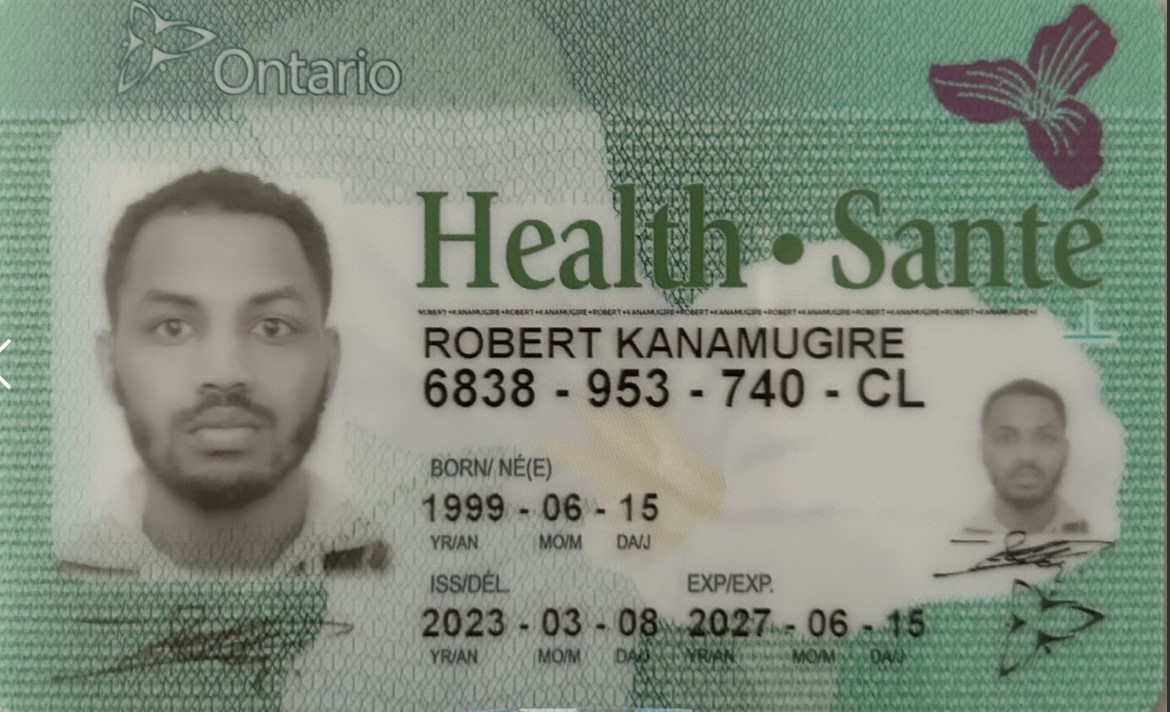 Ontario
Health • Santé
ROBERT KANAMUGIRE
6838 - 953 - 740 - CL
BORN/ NÉ(E)
1999 - 06 - 15
YR/AN MO/M DA/J
ISS/DÉL. EXP/EXP.
2023 - 03 - 08 2027 - 06 - 15
YR/AN MO/M DA/J YR/AN MO/M DA/J